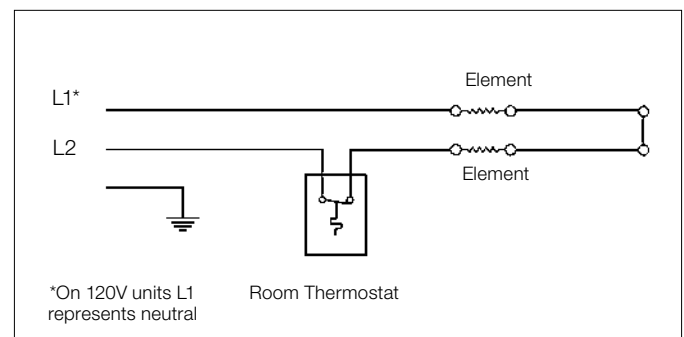 Element
L1*
L2
Element
*On 120V units L1
represents neutral
Room Thermostat